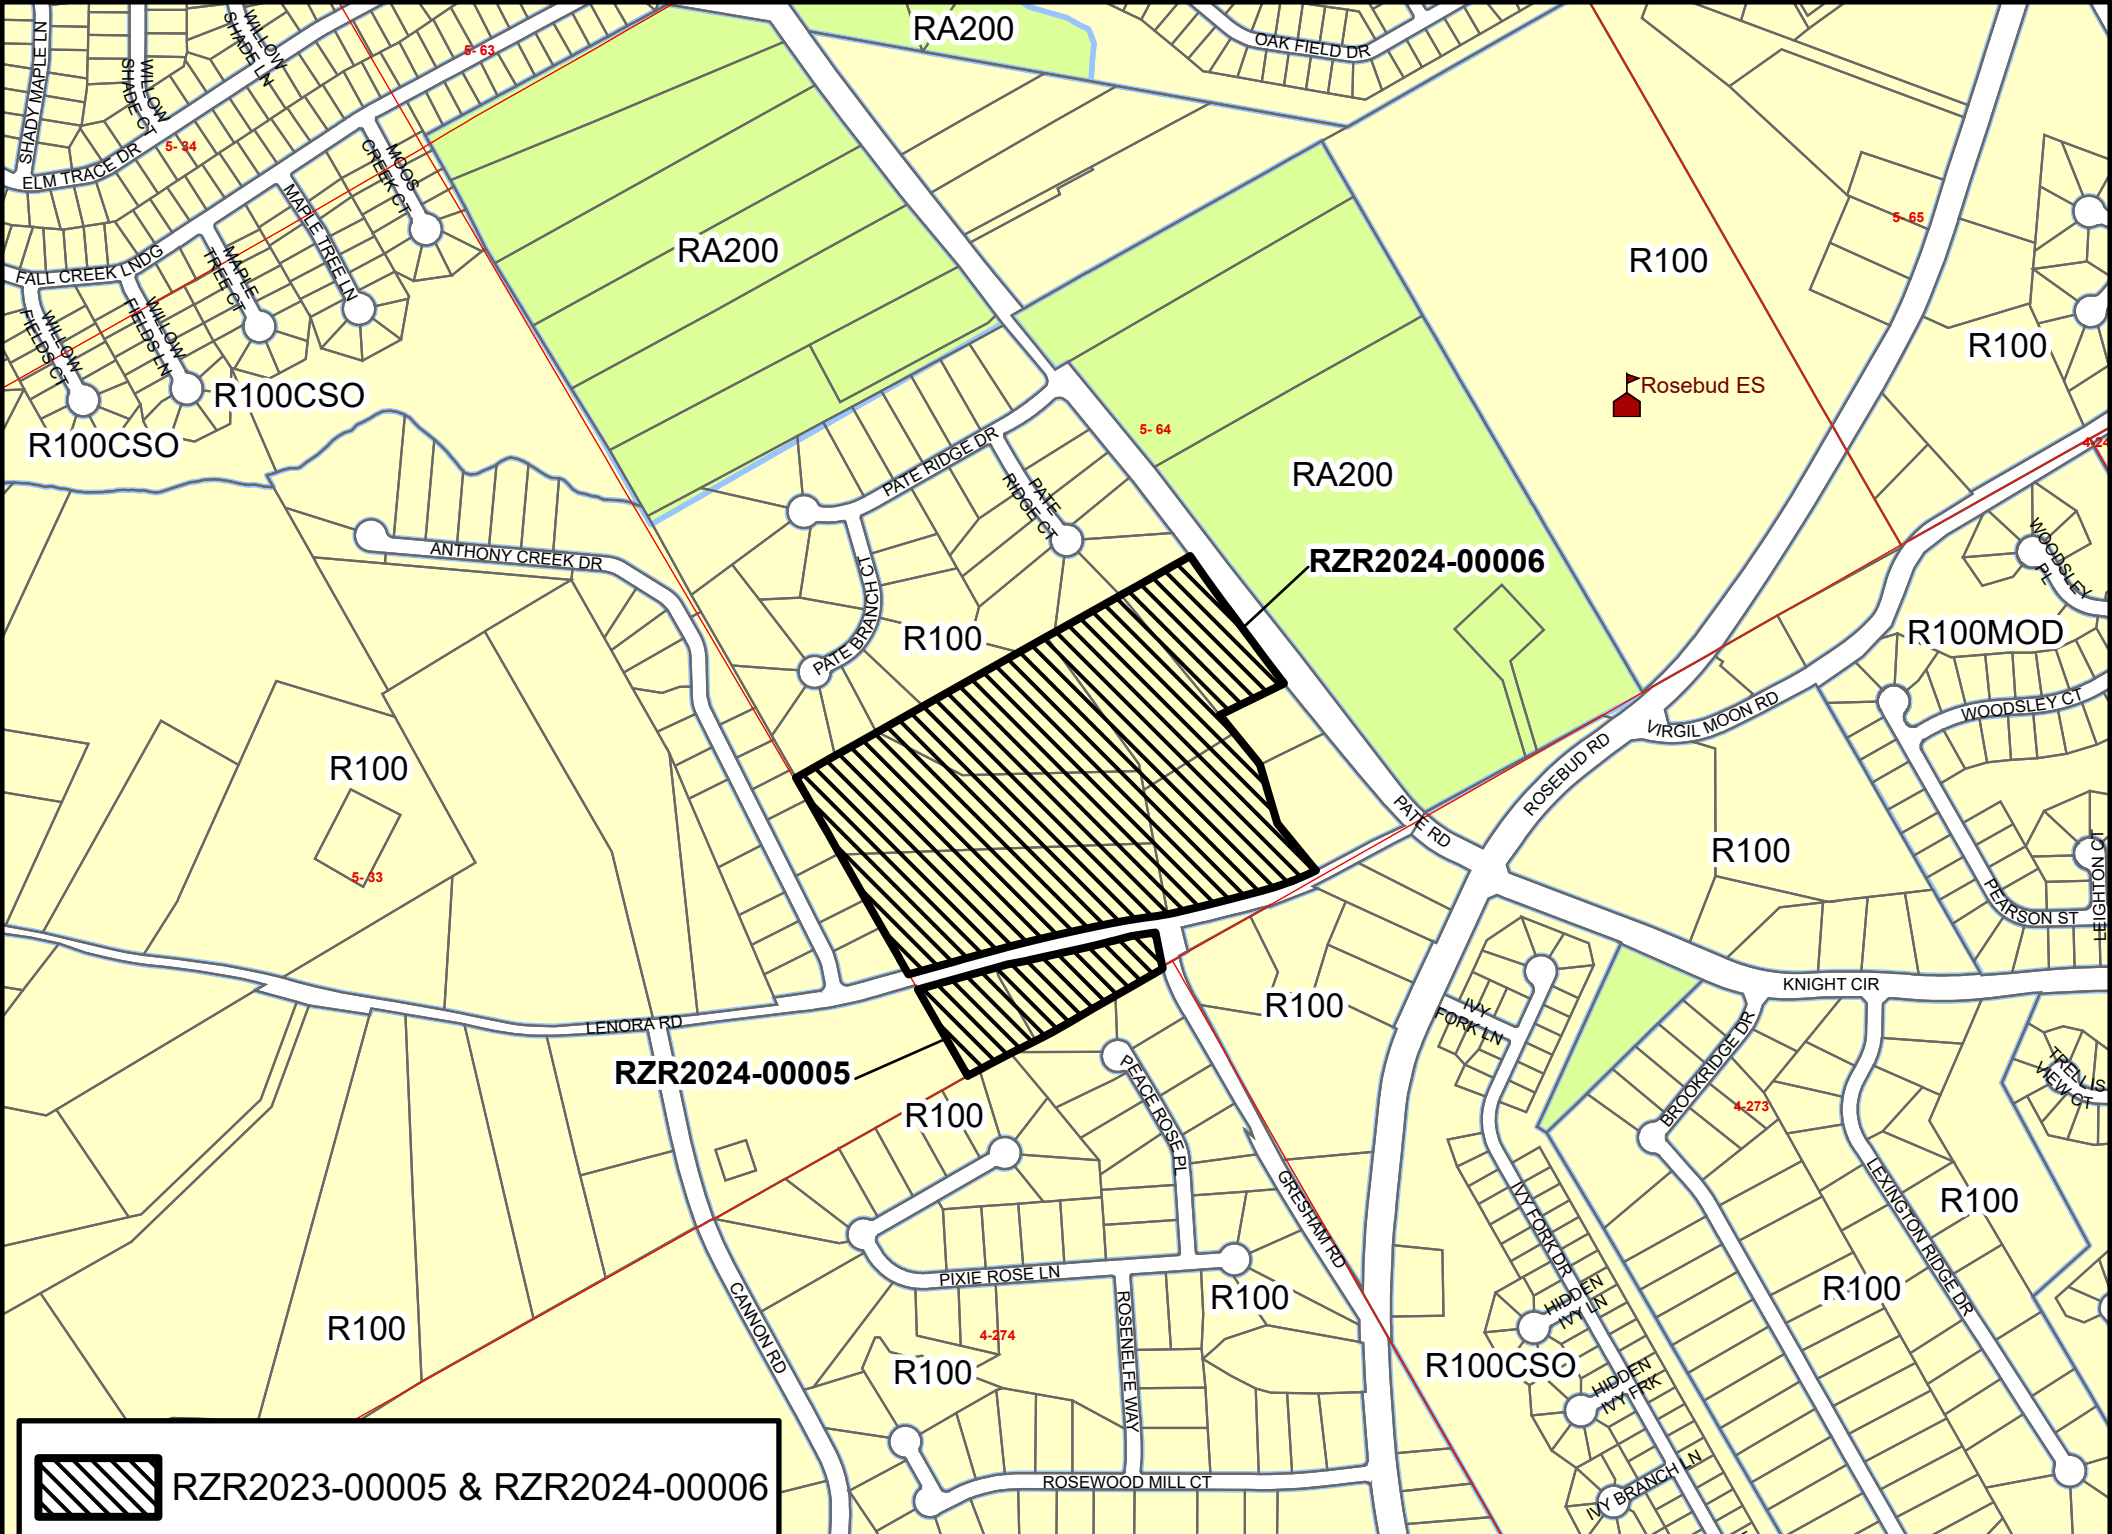 RA200
OAK FIELD DR
WILLOW
SHADE LN
5- 63
SHADY MAPLE LN
WILLOW
SHADE CT
5- 34
ELM TRACE DR
MOOS
CREEK CT
MAPLE TREE LN
5- 65
RA200
R100
FALL CREEK LNDG
MAPLE
TREE CT
WILLOW
FIELDS LN
WILLOW
FIELDS CT
R100
Rosebud ES
R100CSO
R100CSO
5- 64
4-24
PATE RIDGE DR
PATE
RIDGE CT
RA200
ANTHONY CREEK DR
RZR2024-00006
WOODSLEY
PL
PATE BRANCH CT
R100
R100MOD
WOODSLEY CT
VIRGIL MOON RD
ROSEBUD RD
R100
PATE RD
R100
5- 33
LEIGHTON CT
PEARSON ST
KNIGHT CIR
R100
IVY
FORK LN
LENORA RD
RZR2024-00005
BROOKRIDGE DR
TRELLIS
VIEW CT
PEACE ROSE PL
4-273
R100
GRESHAM RD
IVY FORK DR
LEXINGTON RIDGE DR
R100
PIXIE ROSE LN
R100
R100
CANNON RD
ROSENELFE WAY
HIDDEN
IVY LN
R100
4-274
R100
R100CSO
HIDDEN
IVY FRK
IVY BRANCH LN
ROSEWOOD MILL CT
RZR2023-00005 & RZR2024-00006